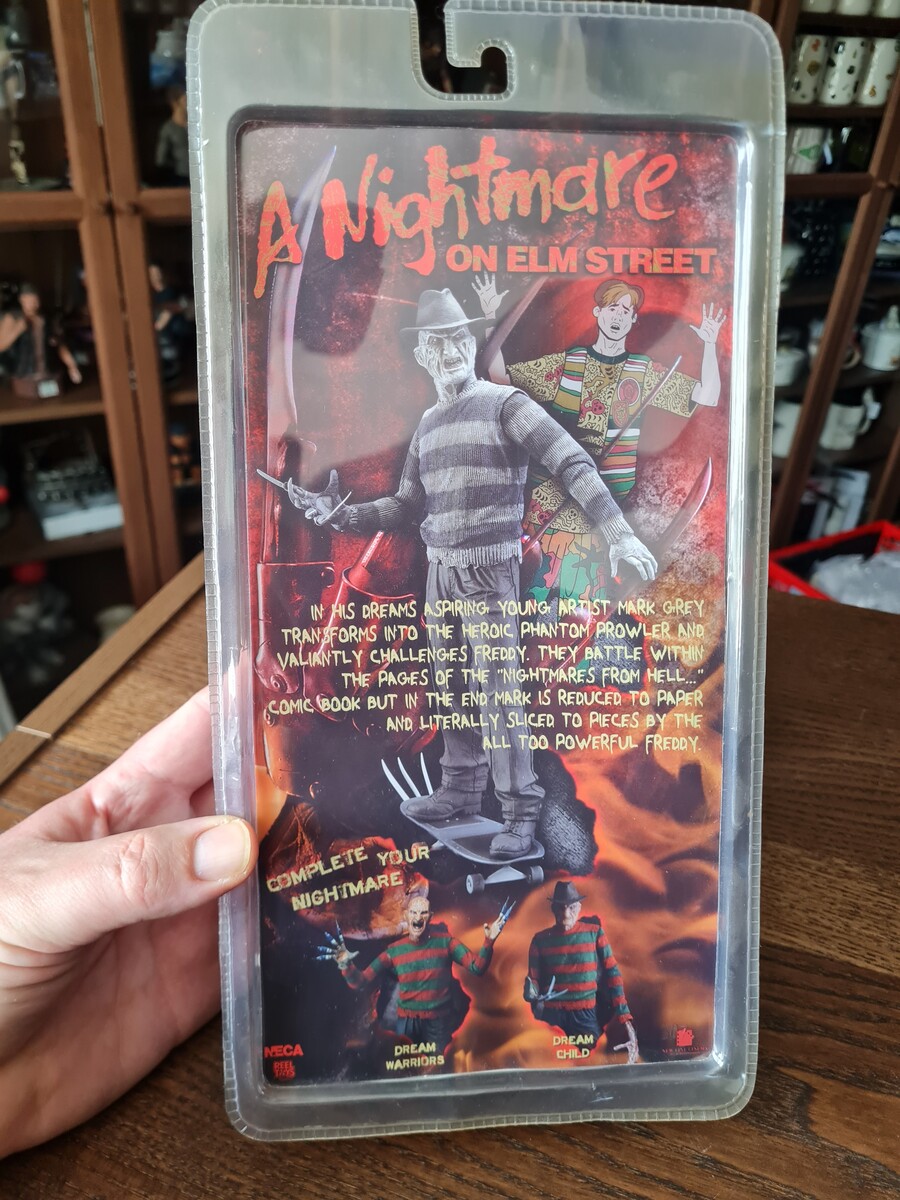 A Nightmare
ON ELM STREET
IN HIS DREAMS ASPIRING YOUNG ARTIST MARK GREY
TRANSFORMS INTO THE HEROIC PHANTOM PROWLER AND
VALIANTLY CHALLENGES FREDDY. THEY BATTLE WITHIN
THE PAGES OF THE "NIGHTMARES FROM HELL..."
COMIC BOOK BUT IN THE END MARK IS REDUCED TO PAPER
AND LITERALLY SLICED TO PIECES BY THE
ALL TOO POWERFUL FREDDY.
COMPLETE YOUR
NIGHTMARE
DREAM
WARRIORS
DREAM
CHILD
NECA
REEL
TOYS